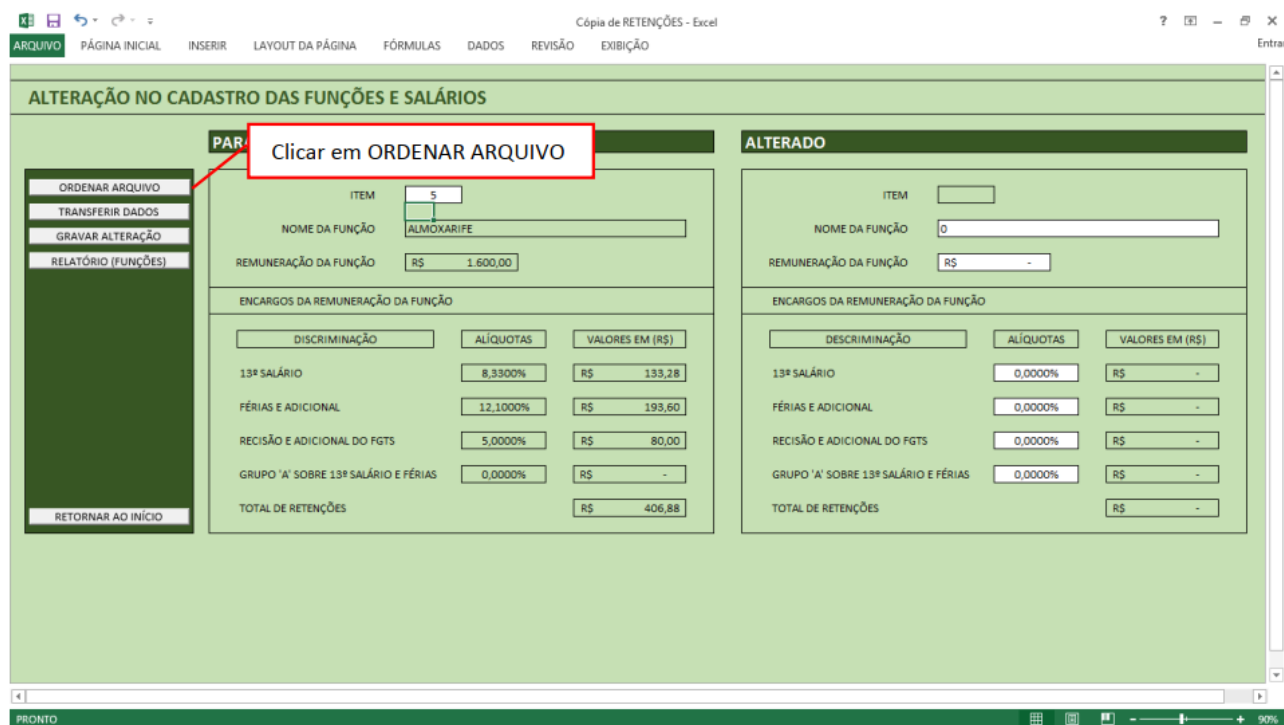 Cópia de RETENÇÕES - Excel
?
ARQUIVO PÁGINA INICIAL INSERIR LAYOUT DA PÁGINA FÓRMULAS DADOS REVISÃO EXIBIÇÃO Entra
ALTERAÇÃO NO CADASTRO DAS FUNÇÕES E SALÁRIOS
PAR
Clicar em ORDENAR ARQUIVO
ORDENAR ARQUIVO
TRANSFERIR DADOS
GRAVAR ALTERAÇÃO
RELATÓRIO (FUNÇÕES)
RETORNAR AO INÍCIO
ITEM 5
NOME DA FUNÇÃO ALMOXARIFE
REMUNERAÇÃO DA FUNÇÃO R$ 1.600,00
ENCARGOS DA REMUNERAÇÃO DA FUNÇÃO
DISCRIMINAÇÃO ALÍQUOTAS VALORES EM (R$)
13º SALÁRIO 8,3300% R$ 133,28
FÉRIAS E ADICIONAL 12,1000% R$ 193,60
RECISÃO E ADICIONAL DO FGTS 5,0000% R$ 80,00
GRUPO 'A' SOBRE 13º SALÁRIO E FÉRIAS 0,0000% R$ -
TOTAL DE RETENÇÕES R$ 406,88
ALTERADO
ITEM
NOME DA FUNÇÃO 0
REMUNERAÇÃO DA FUNÇÃO R$ -
ENCARGOS DA REMUNERAÇÃO DA FUNÇÃO
DESCRIMINAÇÃO ALÍQUOTAS VALORES EM (R$)
13º SALÁRIO 0,0000% R$ -
FÉRIAS E ADICIONAL 0,0000% R$ -
RECISÃO E ADICIONAL DO FGTS 0,0000% R$ -
GRUPO 'A' SOBRE 13º SALÁRIO E FÉRIAS 0,0000% R$ -
TOTAL DE RETENÇÕES R$ -
PRONTO 90%